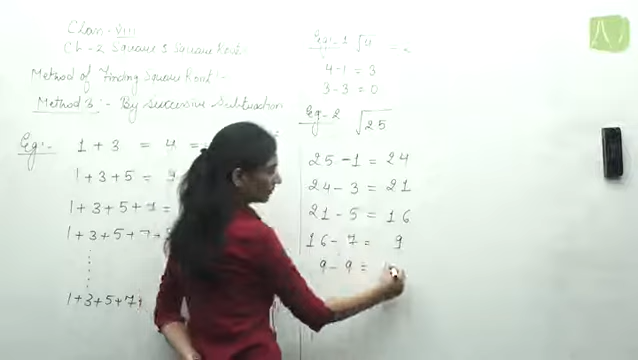 Class-VIII
Ch-2 Square & Square Root
Method of Finding Square Root:-
Method 3:- By Successive Subtraction
Eg:- 1 + 3 = 4 =
1+3+5 = 9
1+3+5+7 =
1+3+5+7+
1+3+5+7+
Eg:-1 √4 = 2
4-1 = 3
3-3 = 0
Eg-2 √25
25-1 = 24
24-3 = 21
21-5 = 16
16-7 = 9
9-9 =